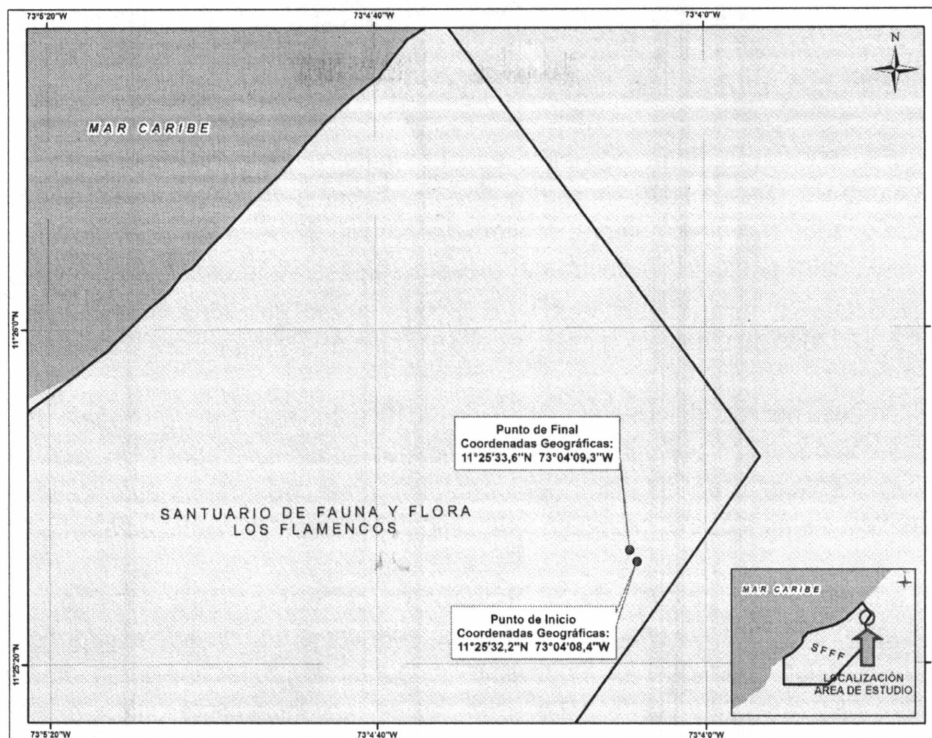 73°5'20"W
73°4'40"W
73°4'0"W
N
MAR CARIBE
11°26'0"N
Punto de Final
Coordenadas Geográficas:
11°25'33,6"N 73°04'09,3"W
SANTUARIO DE FAUNA Y FLORA
LOS FLAMENCOS
Punto de Inicio
Coordenadas Geográficas:
11°25'32,2"N 73°04'08,4"W
MAR CARIBE
SFFF
LOCALIZACIÓN
AREA DE ESTUDIO
11°25'20"N
73°5'20"W
73°4'40"W
73°4'0"W